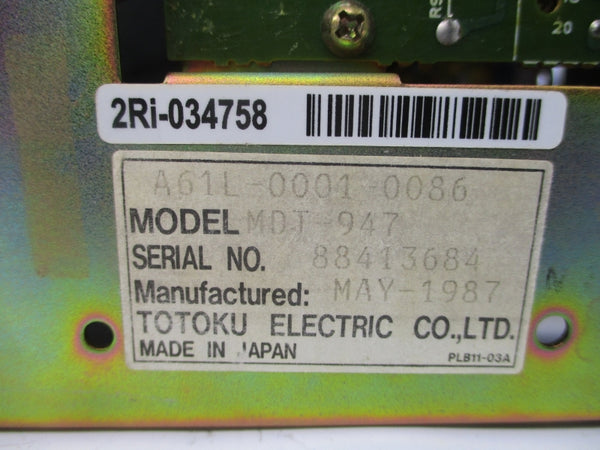 20
2Ri-034758
A61L-0001-0086
MODEL MDT-947
SERIAL NO. 88413684
Manufactured: MAY-1987
TOTOKU ELECTRIC CO.,LTD.
MADE IN JAPAN
PLB11-03A